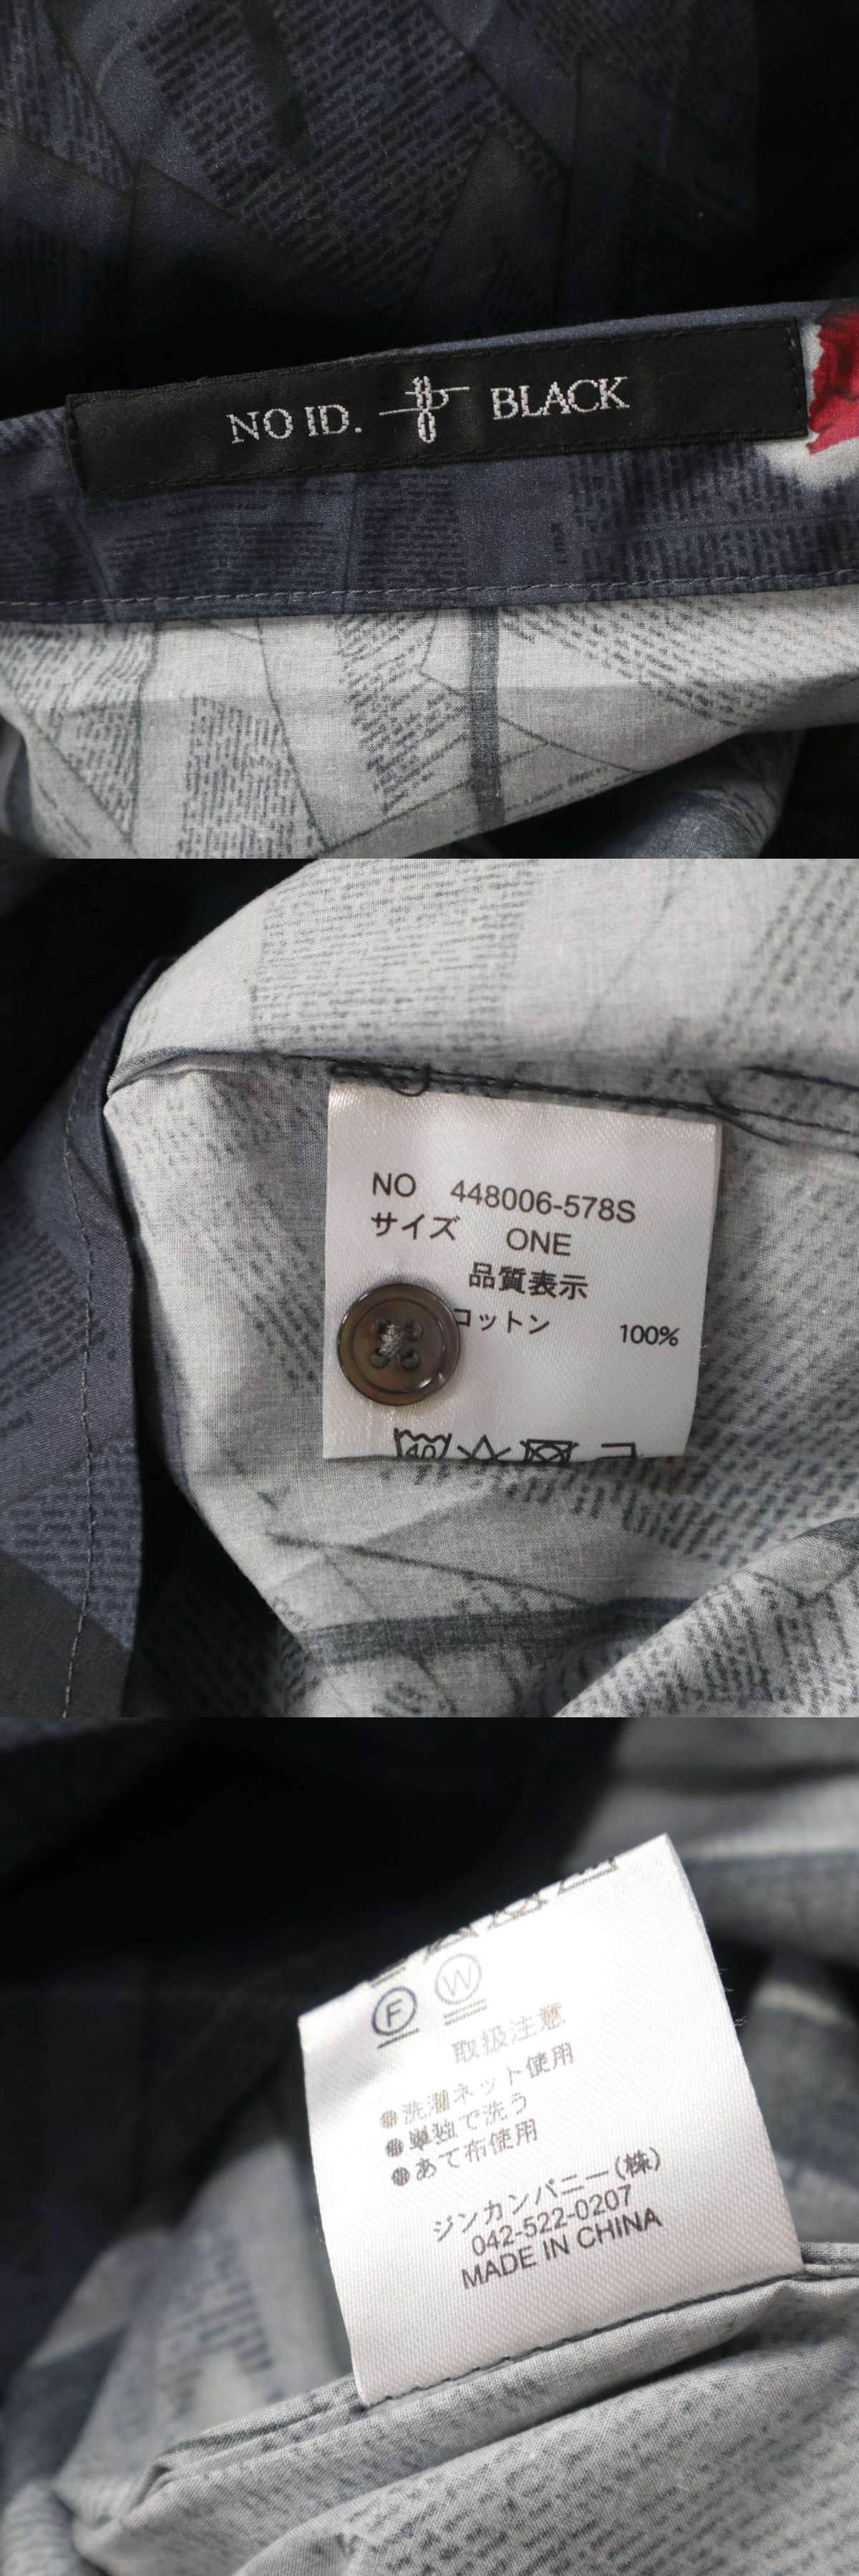 NO ID. BLACK
NO 448006-578S
サイズ ONE
品質表示
コットン 100%
40
F W
取扱注意
●洗濯ネット使用
●単独で洗う
●あて布使用
ジンカンパニー(株)
042-522-0207
MADE IN CHINA